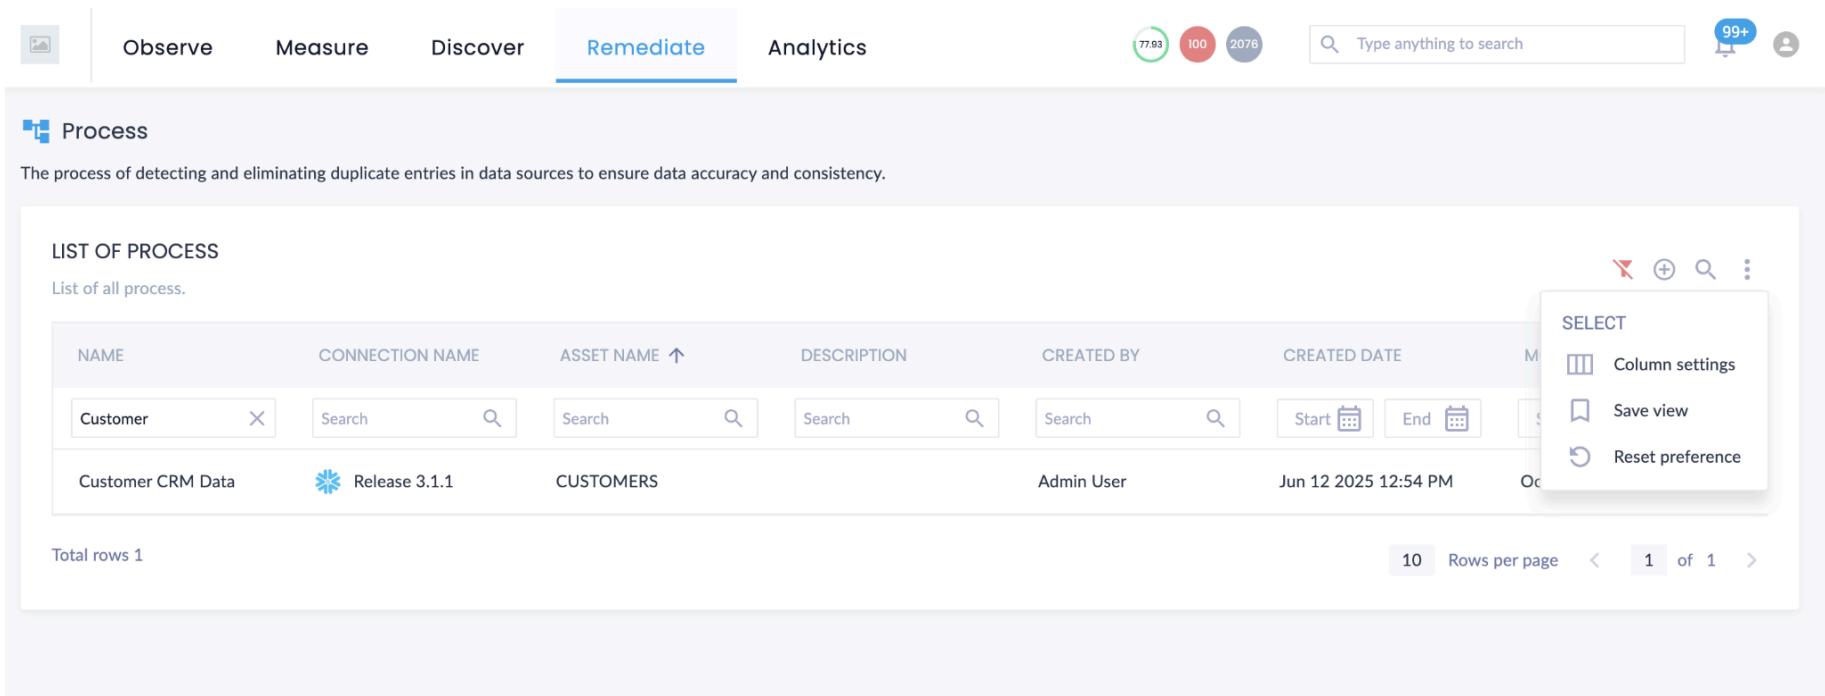 Observe Measure Discover Remediate Analytics 77.93 100 2076 Type anything to search 99+
Process
The process of detecting and eliminating duplicate entries in data sources to ensure data accuracy and consistency.
LIST OF PROCESS
List of all process.
SELECT
Column settings
Save view
Reset preference
NAME CONNECTION NAME ASSET NAME DESCRIPTION CREATED BY CREATED DATE
Customer Search Search Search Search Start End
Customer CRM Data Release 3.1.1 CUSTOMERS Admin User Jun 12 2025 12:54 PM
Total rows 1
10 Rows per page 1 of 1